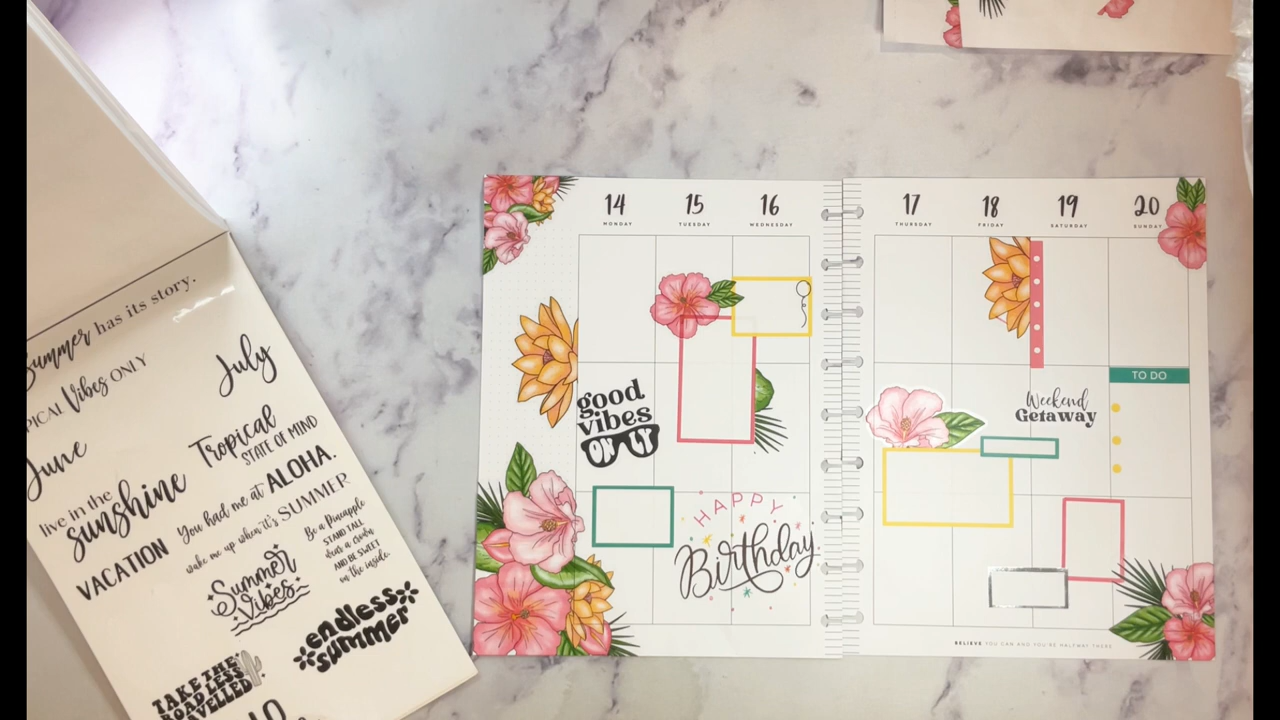 Summer has its story.
Vibes ONLY
July
June
Tropical
STATE OF MIND
live in the
sunshine
You had me at ALOHA.
wake me up when it's SUMMER
VACATION
Be a Pineapple
STAND TALL
wear a crown
AND BE SWEET
on the inside.
Summer
Vibes
endless
summer
TAKE THE
ROAD LESS
14
MONDAY
15
TUESDAY
16
WEDNESDAY
good
vibes
ONLY
HAPPY
Birthday
17
THURSDAY
18
FRIDAY
19
SATURDAY
20
SUNDAY
TO DO
Weekend
Getaway
BELIEVE YOU CAN AND YOU'RE HALFWAY THERE